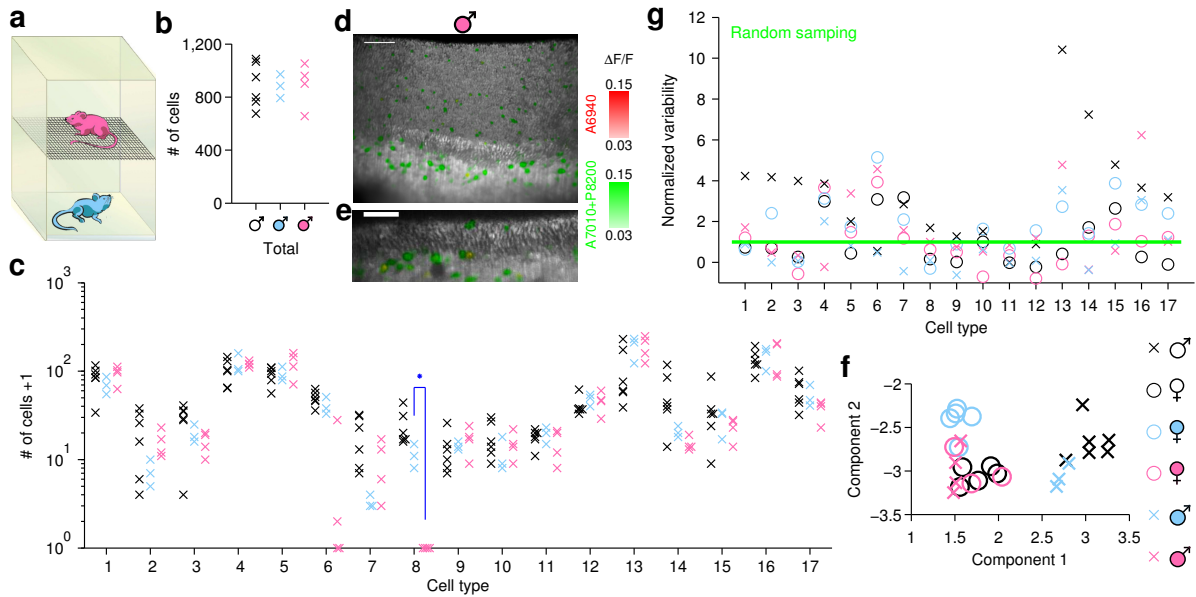 a
b
# of cells
1,200
800
400
0
♂ ♂ ♂
Total
d
♂
e
ΔF/F
0.15
A6940
0.03
0.15
A7010+P8200
0.03
c
# of cells +1
10³
10²
10¹
10⁰
1 2 3 4 5 6 7 8 9 10 11 12 13 14 15 16 17
Cell type
*
g
Normalized variability
12
10
8
6
4
2
0
Random sampling
1 2 3 4 5 6 7 8 9 10 11 12 13 14 15 16 17
Cell type
f
Component 2
−2
−2.5
−3
−3.5
1 1.5 2 2.5 3 3.5
Component 1
× ♂
○ ♀
○ ♀
○ ♀
× ♂
× ♂